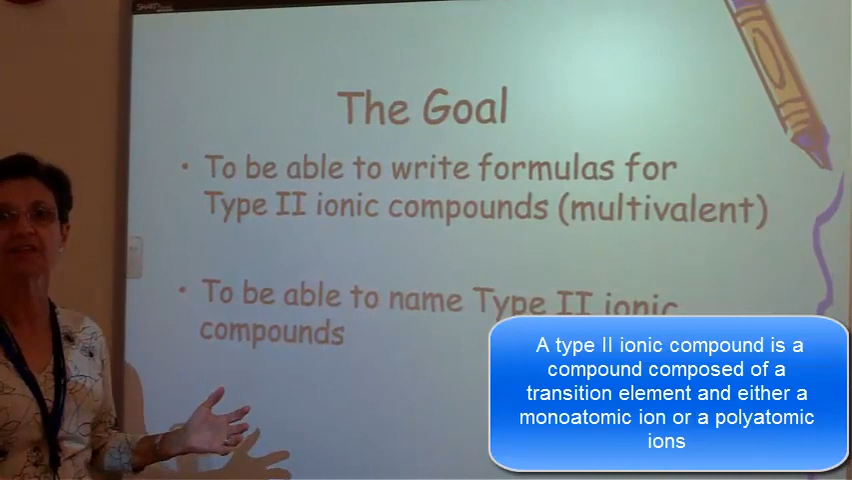 The Goal
• To be able to write formulas for
Type II ionic compounds (multivalent)
• To be able to name Type II ionic
compounds
A type II ionic compound is a
compound composed of a
transition element and either a
monoatomic ion or a polyatomic
ions